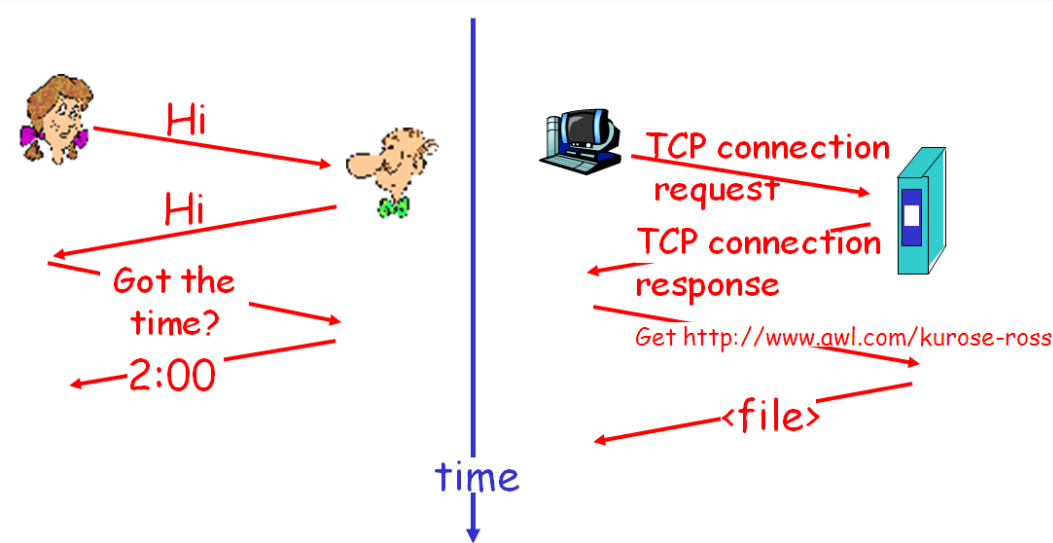 Hi
Hi
Got the
time?
2:00
TCP connection
request
TCP connection
response
Get http://www.awl.com/kurose-ross
<file>
time